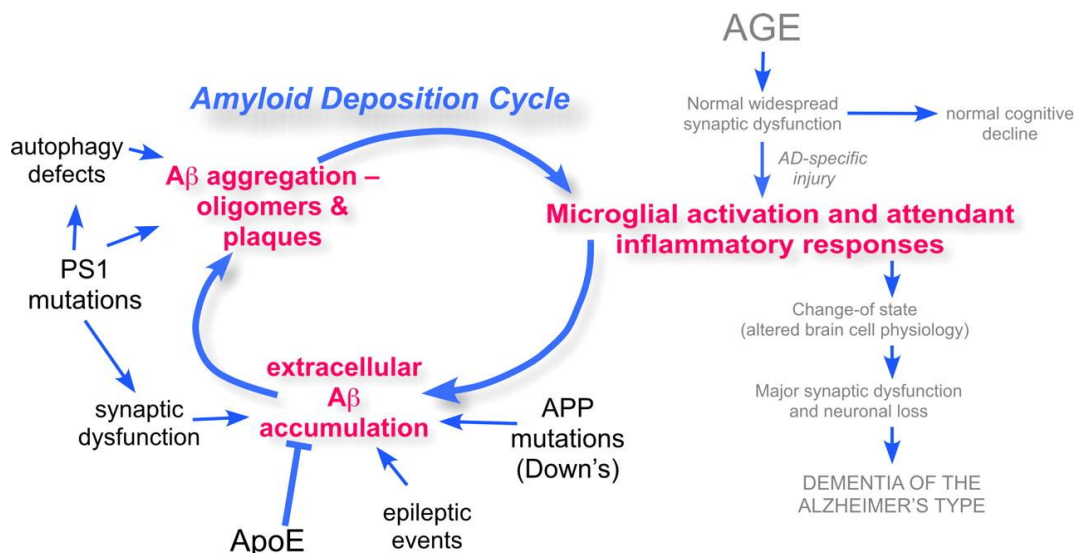 AGE
Normal widespread
synaptic dysfunction
normal cognitive
decline
AD-specific
injury
Amyloid Deposition Cycle
autophagy
defects
Aβ aggregation –
oligomers &
plaques
Microglial activation and attendant
inflammatory responses
PS1
mutations
Change-of state
(altered brain cell physiology)
extracellular
Aβ
accumulation
Major synaptic dysfunction
and neuronal loss
synaptic
dysfunction
APP
mutations
(Down's)
DEMENTIA OF THE
ALZHEIMER'S TYPE
ApoE
epileptic
events